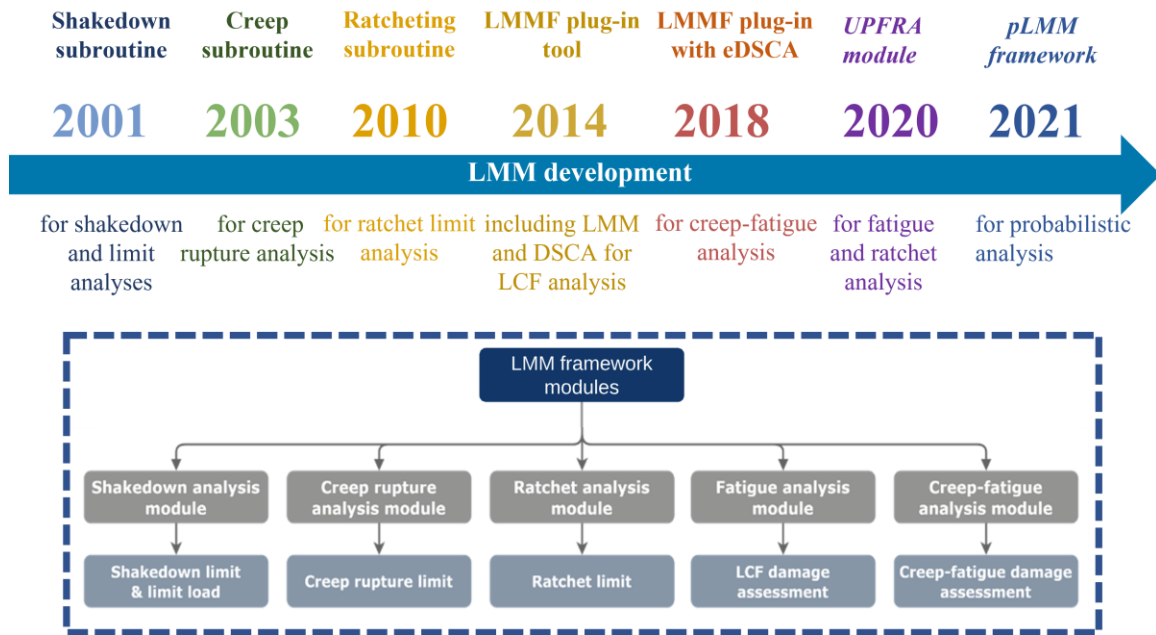 Shakedown
subroutine
Creep
subroutine
Ratcheting
subroutine
LMMF plug-in
tool
LMMF plug-in
with eDSCA
UPFRA
module
pLMM
framework
2001
2003
2010
2014
2018
2020
2021
LMM development
for shakedown
and limit
analyses
for creep
rupture analysis
for ratchet limit
analysis
including LMM
and DSCA for
LCF analysis
for creep-fatigue
analysis
for fatigue
and ratchet
analysis
for probabilistic
analysis
LMM framework
modules
Shakedown analysis
module
Creep rupture
analysis module
Ratchet analysis
module
Fatigue analysis
module
Creep-fatigue
analysis module
Shakedown limit
& limit load
Creep rupture limit
Ratchet limit
LCF damage
assessment
Creep-fatigue damage
assessment